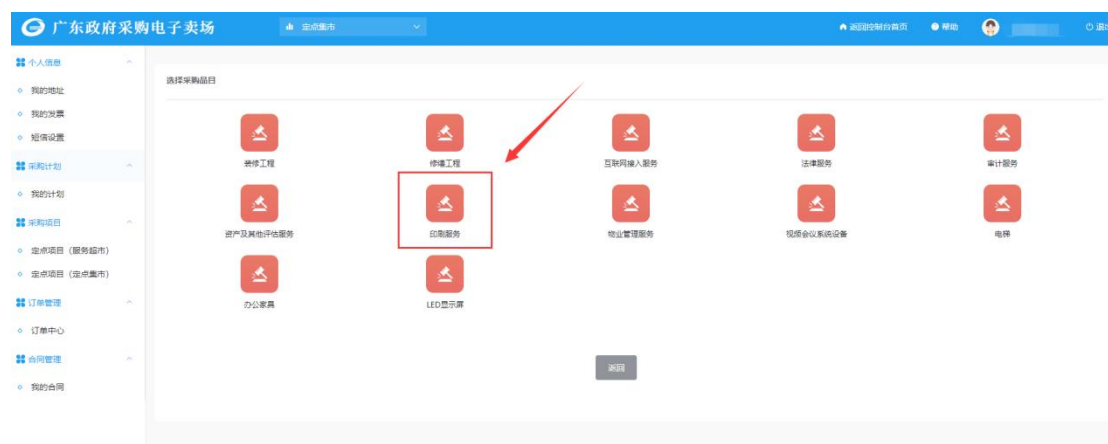 广东政府采购电子卖场
定点集市
返回控制台首页
帮助
个人信息
我的地址
我的发票
短信设置
采购计划
我的计划
采购项目
定点项目（服务超市）
定点项目（定点集市）
订单管理
订单中心
合同管理
我的合同
选择采购品目
装修工程
修缮工程
互联网接入服务
法律服务
审计服务
资产及其他评估服务
印刷服务
物业管理服务
视频会议系统设备
电梯
办公家具
LED显示屏
返回